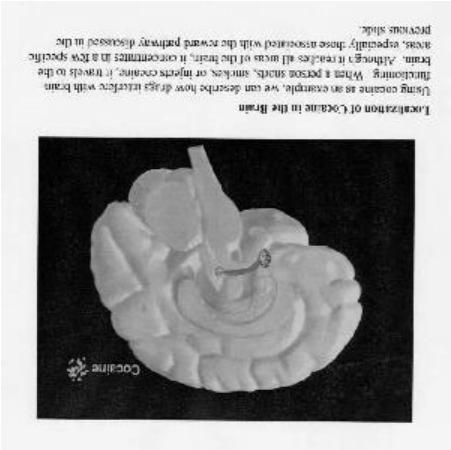 Cocaine
Localization of Cocaine in the Brain
Using cocaine as an example, we can describe how drugs interfere with brain
functioning. When a person snorts, smokes, or injects cocaine, it travels to the
brain. Although it reaches all areas of the brain, it concentrates in a few specific
areas, especially those associated with the reward pathway discussed in the
previous slide.